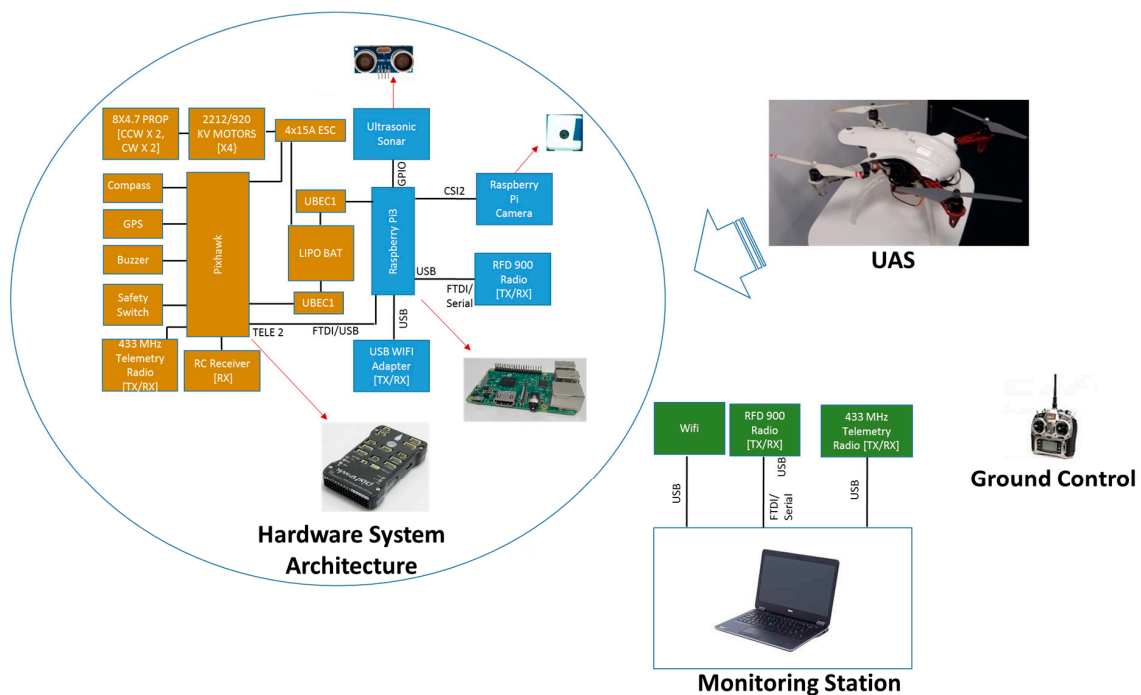 8X4.7 PROP
[CCW X 2,
CW X 2]
2212/920
KV MOTORS
[X4}
4x15A ESC
Ultrasonic
Sonar
GPIO
CSI2
Raspberry
Pi
Camera
Compass
GPS
Buzzer
Safety
Switch
433 MHz
Telemetry
Radio
[TX/RX]
Pixhawk
RC Receiver
[RX]
UBEC1
LIPO BAT
UBEC1
Raspberry Pi3
USB
FTDI/
Serial
RFD 900
Radio
[TX/RX]
TELE 2
FTDI/USB
USB
USB WIFI
Adapter
[TX/RX]
pixhawk
Hardware System
Architecture
UAS
Wifi
RFD 900
Radio
[TX/RX]
433 MHz
Telemetry
Radio [TX/RX]
USB
USB
FTDI/
Serial
USB
Ground Control
Monitoring Station